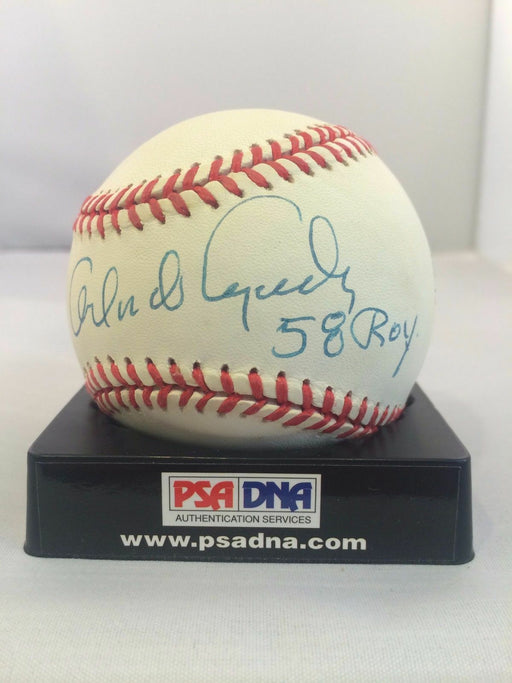 Orlando Cepeda
58 Roy.
PSA DNA
AUTHENTICATION SERVICES
www.psadna.com